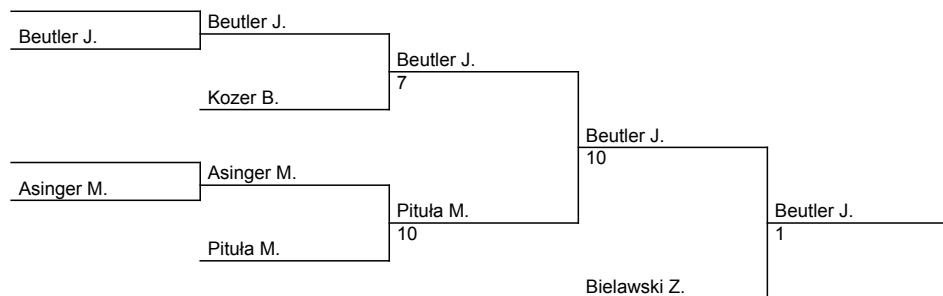 Beutler J.
Beutler J.
Beutler J.
7
Kozer B.
Beutler J.
10
Asinger M.
Asinger M.
Pituła M.
10
Pituła M.
Beutler J.
1
Bielawski Z.